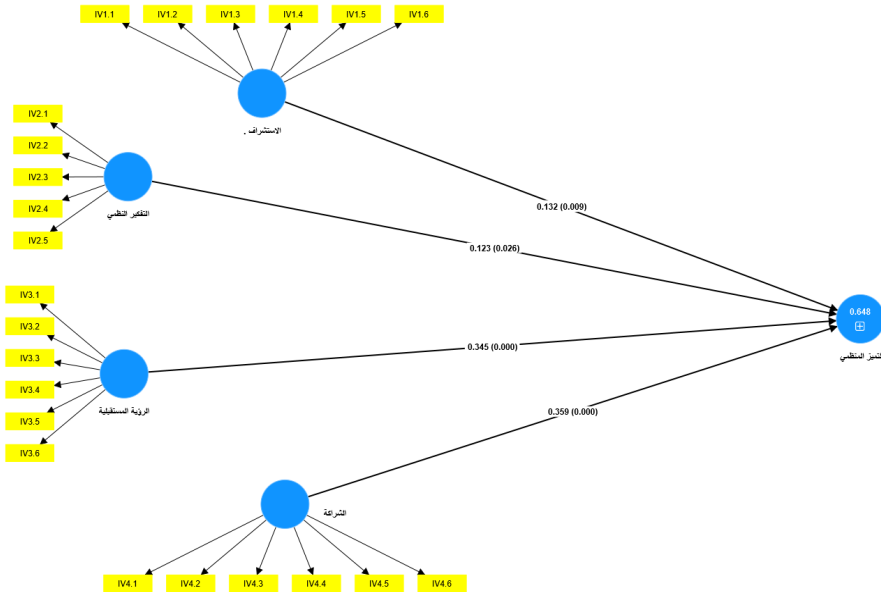 IV1.1 IV1.2 IV1.3 IV1.4 IV1.5 IV1.6
الاستشراف .
IV2.1
IV2.2
IV2.3
IV2.4
IV2.5
التفكير النظمي
0.132 (0.009)
0.123 (0.026)
IV3.1
IV3.2
IV3.3
IV3.4
IV3.5
IV3.6
الرؤية المستقبلية
0.345 (0.000)
0.648
لتميز المنظمي
0.359 (0.000)
الشراكة
IV4.1 IV4.2 IV4.3 IV4.4 IV4.5 IV4.6